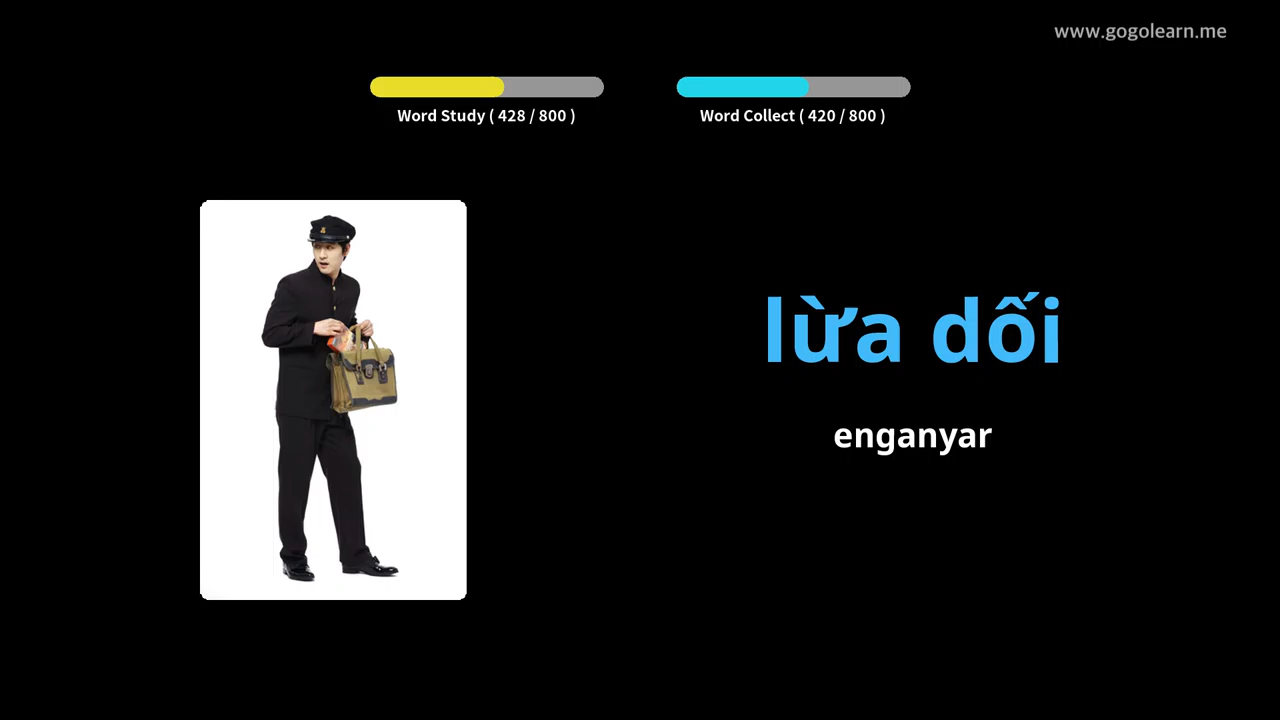 www.gogolearn.me
Word Study ( 428 / 800 )
Word Collect ( 420 / 800 )
lừa dối
enganyar